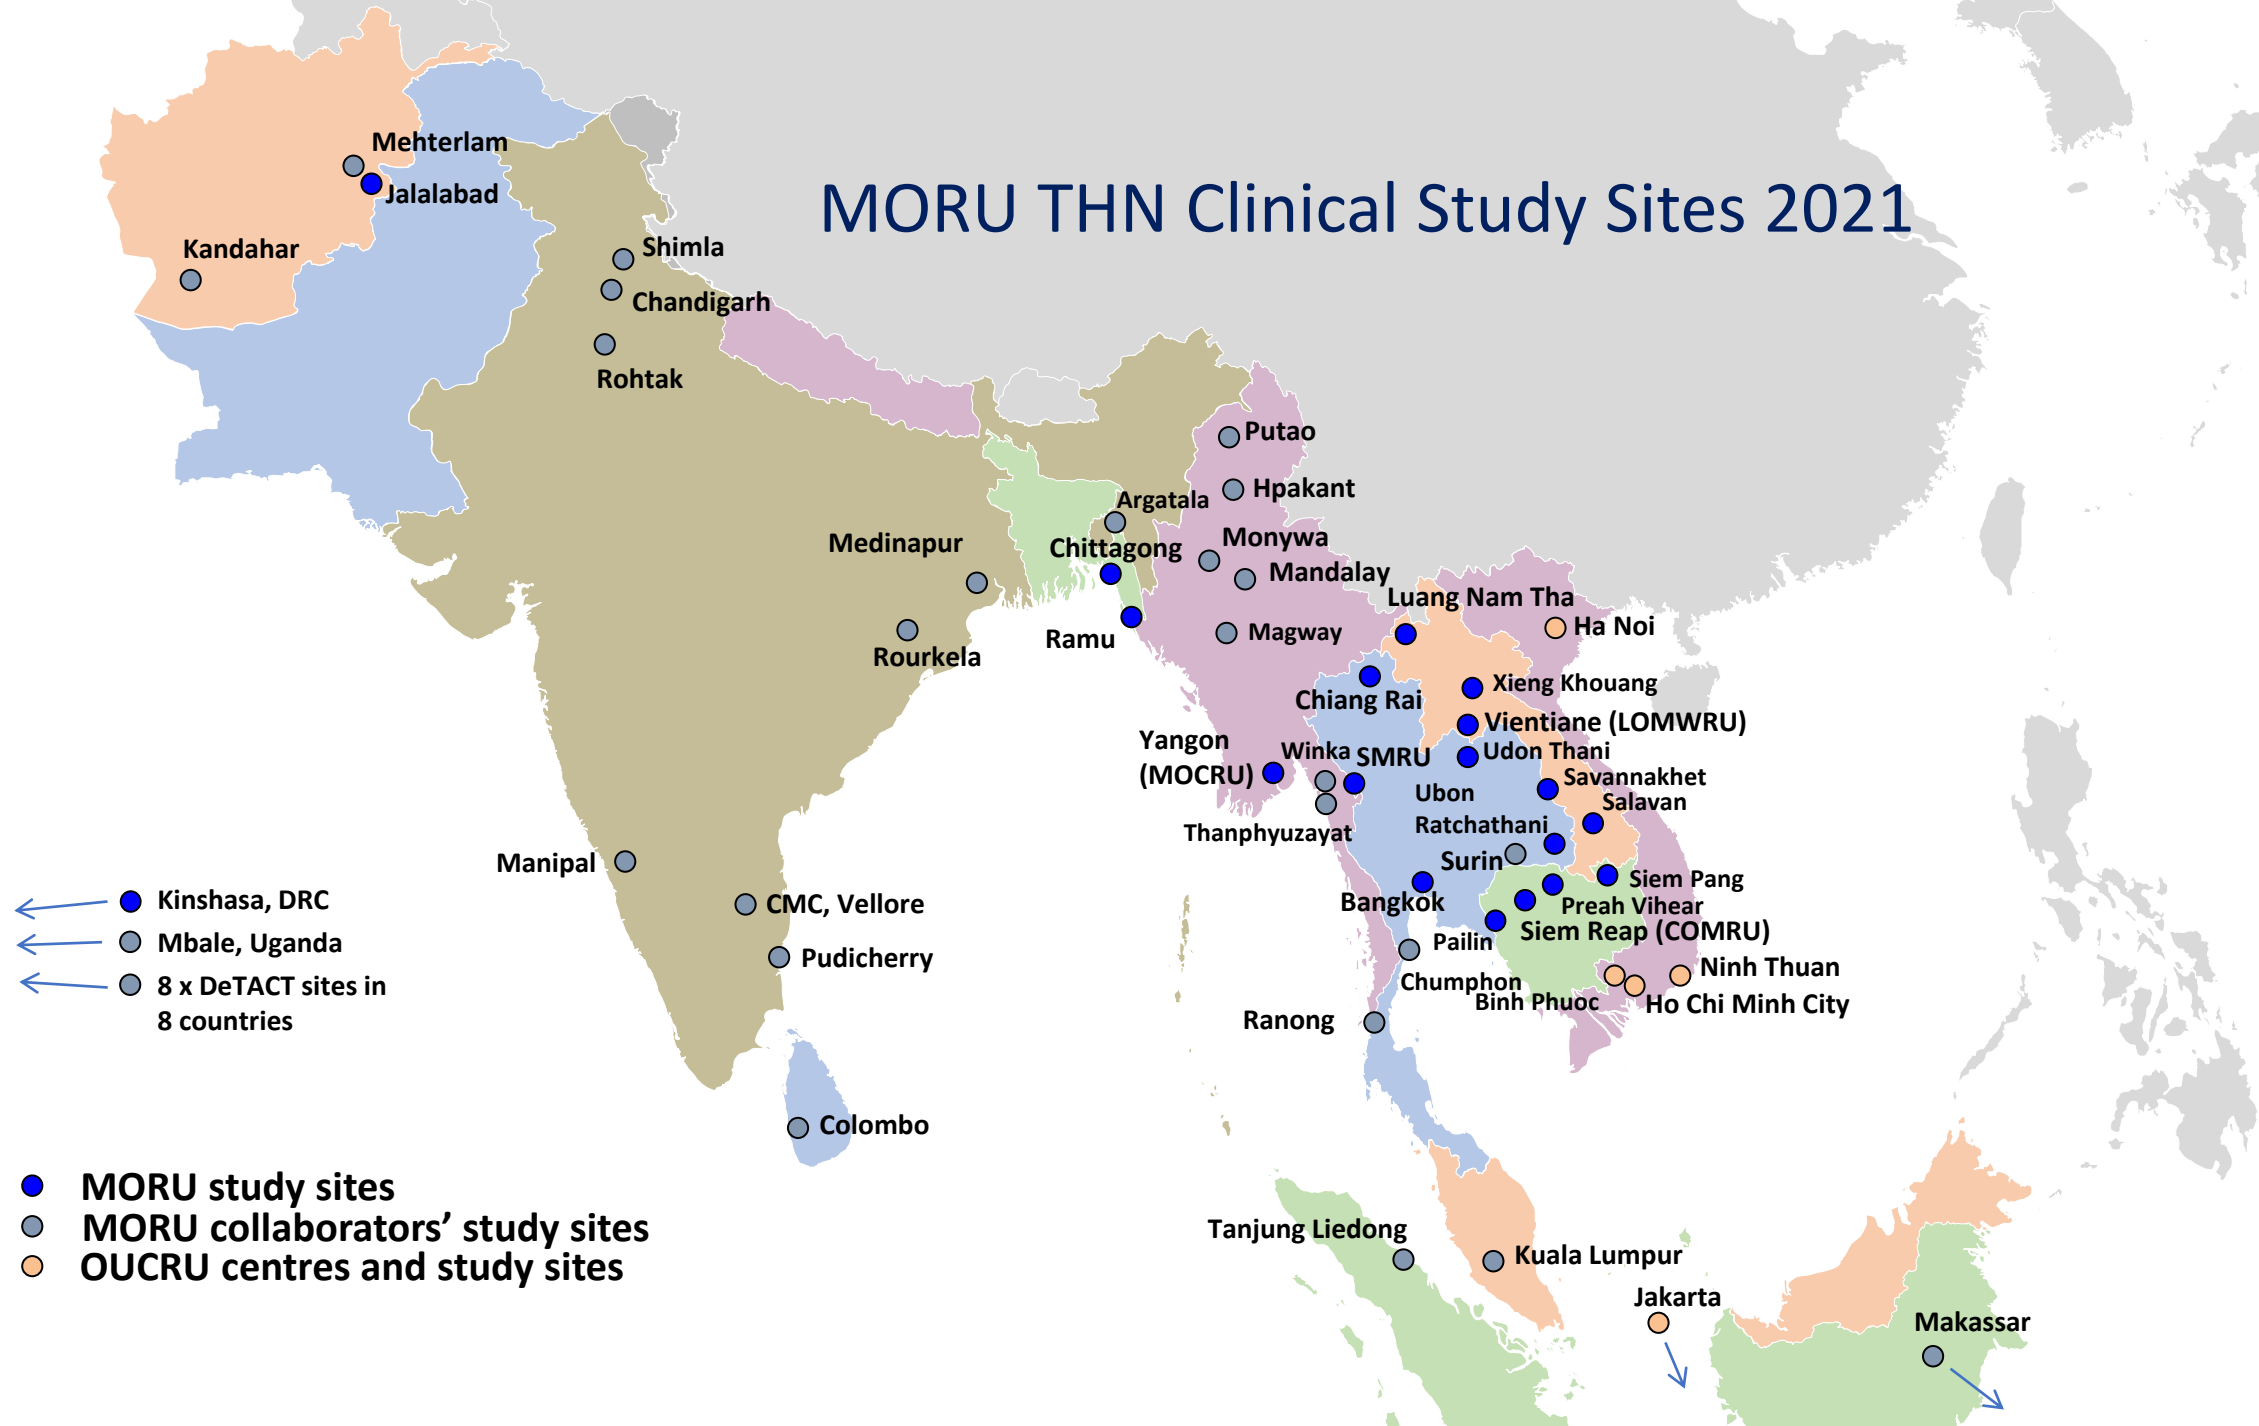 MORU THN Clinical Study Sites 2021
Mehterlam
Jalalabad
Kandahar
Shimla
Chandigarh
Rohtak
Putao
Hpakant
Argatala
Monywa
Medinapur
Chittagong
Mandalay
Luang Nam Tha
Ha Noi
Ramu
Magway
Rourkela
Xieng Khouang
Chiang Rai
Vientiane (LOMWRU)
Yangon
(MOCRU)
Winka
SMRU
Udon Thani
Savannakhet
Ubon
Ratchathani
Salavan
Thanphyuzayat
Surin
Manipal
Siem Pang
Bangkok
Preah Vihear
CMC, Vellore
Siem Reap (COMRU)
Pailin
Pudicherry
Ninh Thuan
Chumphon
Binh Phuoc
Ho Chi Minh City
Ranong
Kinshasa, DRC
Mbale, Uganda
8 x DeTACT sites in
8 countries
Colombo
MORU study sites
MORU collaborators’ study sites
OUCRU centres and study sites
Tanjung Liedong
Kuala Lumpur
Jakarta
Makassar